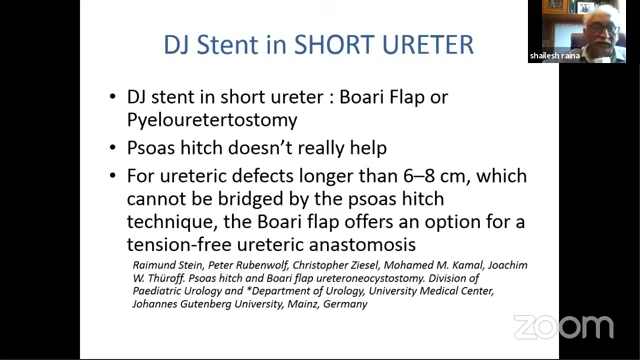 DJ Stent in SHORT URETER
shailesh raina
• DJ stent in short ureter : Boari Flap or
Pyelouretertostomy
• Psoas hitch doesn't really help
• For ureteric defects longer than 6–8 cm, which
cannot be bridged by the psoas hitch
technique, the Boari flap offers an option for a
tension-free ureteric anastomosis
Raimund Stein, Peter Rubenwolf, Christopher Ziesel, Mohamed M. Kamal, Joachim
W. Thüroff. Psoas hitch and Boari flap ureteroneocystostomy. Division of
Paediatric Urology and *Department of Urology, University Medical Center,
Johannes Gutenberg University, Mainz, Germany
zoom